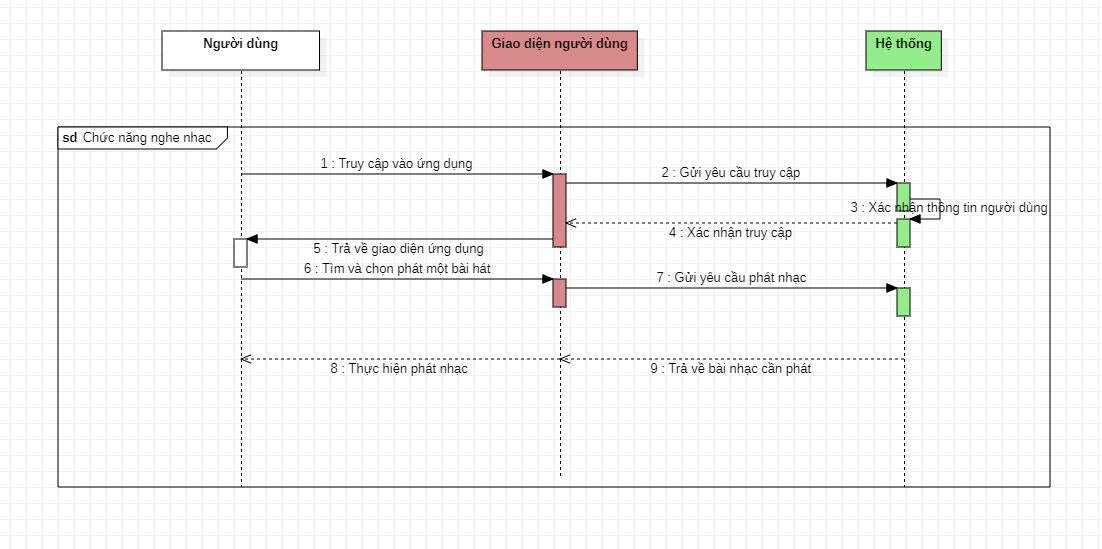 Người dùng
Giao diện người dùng
Hệ thống
sd Chức năng nghe nhạc
1 : Truy cập vào ứng dụng
2 : Gửi yêu cầu truy cập
3 : Xác nhận thông tin người dùng
4 : Xác nhận truy cập
5 : Trả về giao diện ứng dụng
6 : Tìm và chọn phát một bài hát
7 : Gửi yêu cầu phát nhạc
8 : Thực hiện phát nhạc
9 : Trả về bài nhạc cần phát